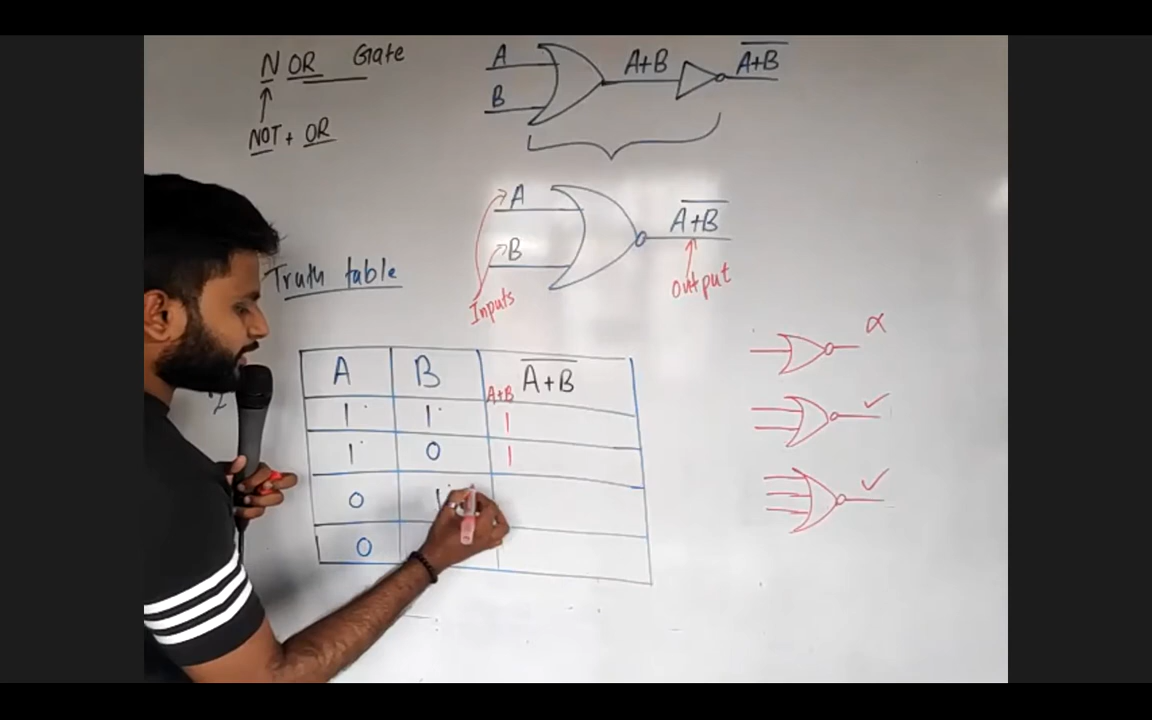 N OR Gate
NOT + OR
A
B
A+B
A+B
A
B
A+B
Inputs
Output
Truth table
A B A+B
A+B
1 1 1
1 0 1
0 1
0